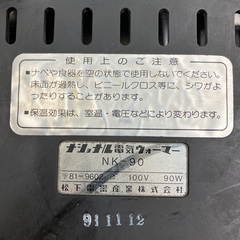 使用上のご注意
●ナベや食器を空の状態で使用しないでください。
床面が過熱し、ビニールクロス等に、シワがよ
ったりすることがあります。
●保温効果は、室温・電圧などにより変わります。
ナショナル電気ウォーマー
NK-90
〒81-9602 100V 90W
松下電器産業株式会社
911112